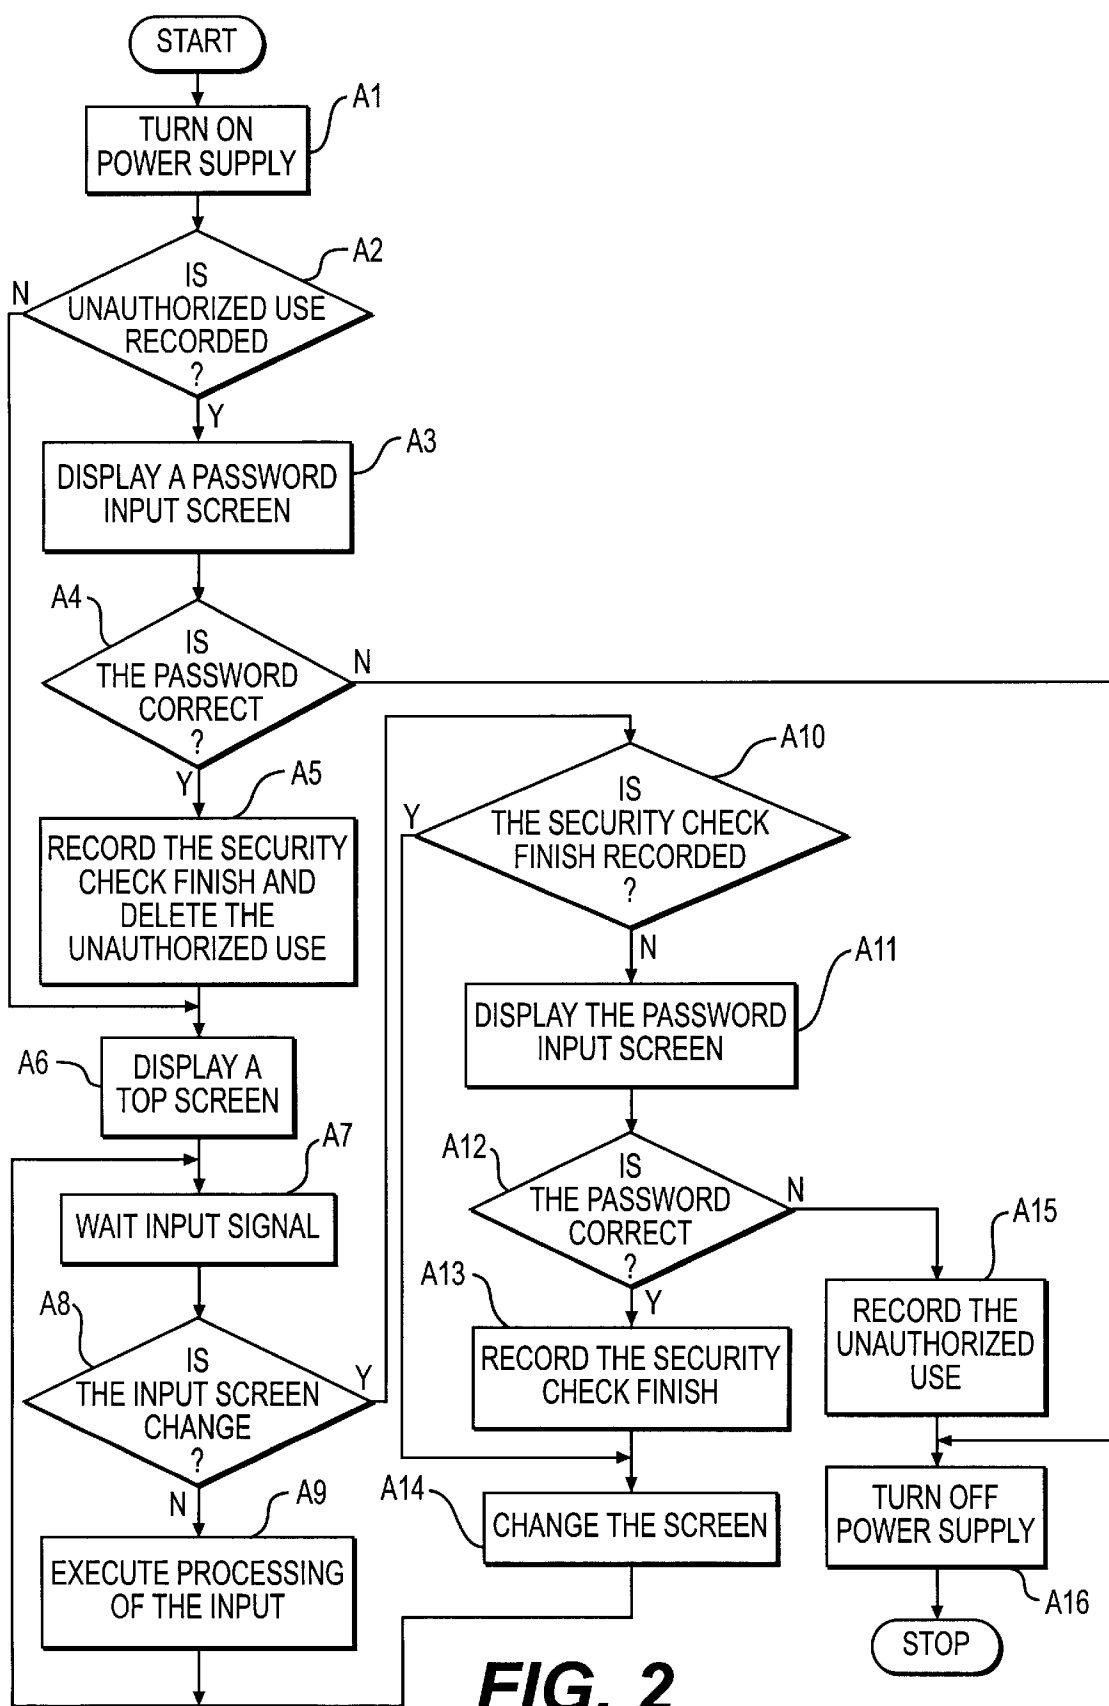 START
A1
TURN ON
POWER SUPPLY
A2
N
IS
UNAUTHORIZED USE
RECORDED
?
Y
A3
DISPLAY A PASSWORD
INPUT SCREEN
A4
IS
THE PASSWORD
CORRECT
?
N
Y
A5
RECORD THE SECURITY
CHECK FINISH AND
DELETE THE
UNAUTHORIZED USE
A6
DISPLAY A
TOP SCREEN
A7
WAIT INPUT SIGNAL
A8
IS
THE INPUT SCREEN
CHANGE
?
Y
N
A9
EXECUTE PROCESSING
OF THE INPUT
A10
Y
IS
THE SECURITY CHECK
FINISH RECORDED
?
N
A11
DISPLAY THE PASSWORD
INPUT SCREEN
A12
IS
THE PASSWORD
CORRECT
?
N
Y
A13
RECORD THE SECURITY
CHECK FINISH
A14
CHANGE THE SCREEN
A15
RECORD THE
UNAUTHORIZED
USE
TURN OFF
POWER SUPPLY
A16
STOP
FIG. 2